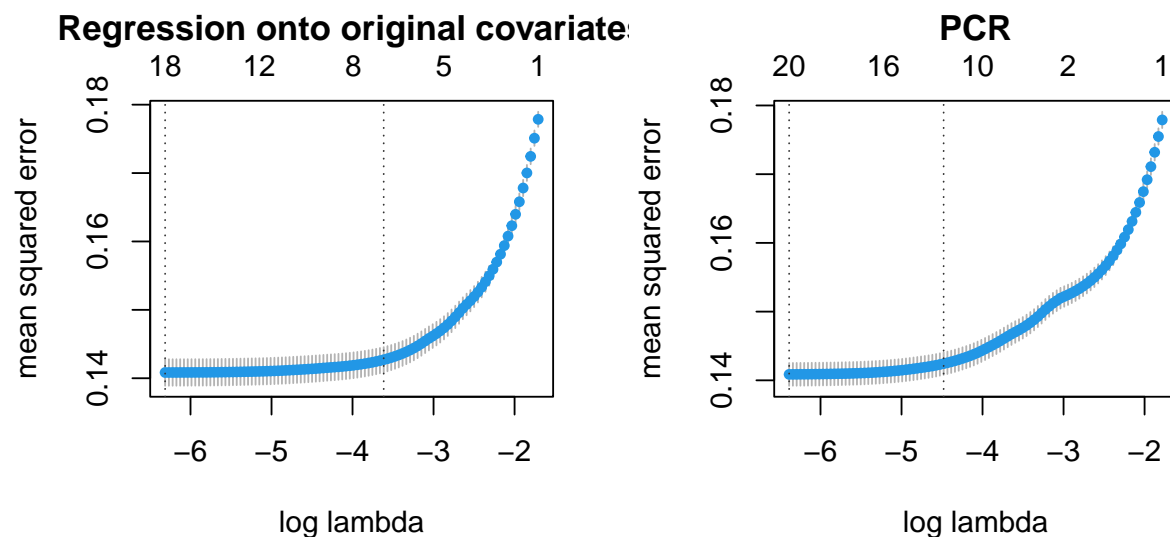 Regression onto original covariates
18 12 8 5 1
0.18
0.16
0.14
mean squared error
−6 −5 −4 −3 −2
log lambda
PCR
20 16 10 2 1
0.18
0.16
0.14
mean squared error
−6 −5 −4 −3 −2
log lambda